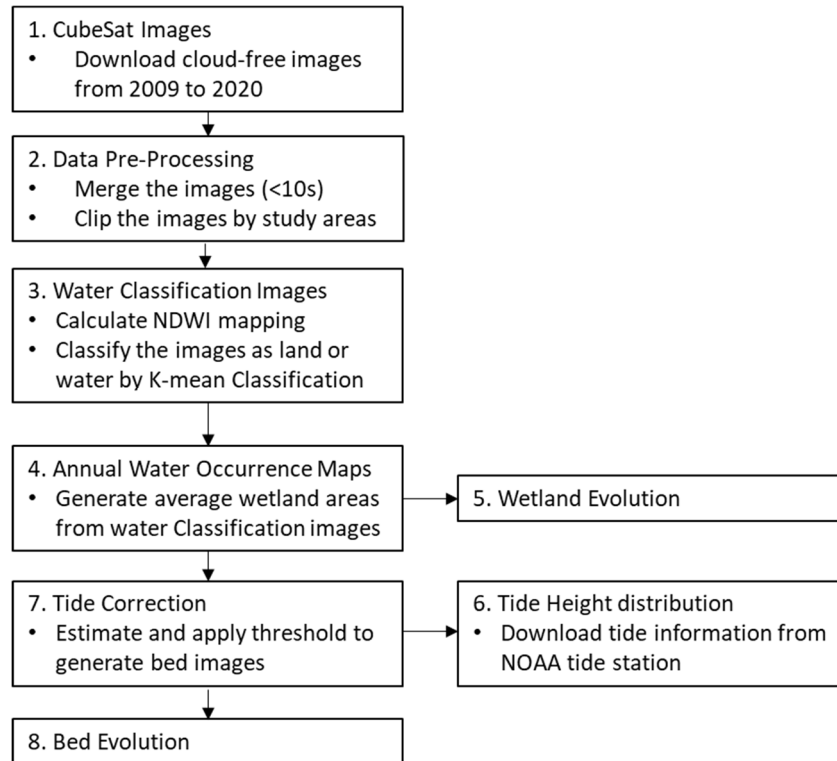 1. CubeSat Images
• Download cloud-free images
from 2009 to 2020
2. Data Pre-Processing
• Merge the images (<10s)
• Clip the images by study areas
3. Water Classification Images
• Calculate NDWI mapping
• Classify the images as land or
water by K-mean Classification
4. Annual Water Occurrence Maps
• Generate average wetland areas
from water Classification images
5. Wetland Evolution
7. Tide Correction
• Estimate and apply threshold to
generate bed images
6. Tide Height distribution
• Download tide information from
NOAA tide station
8. Bed Evolution